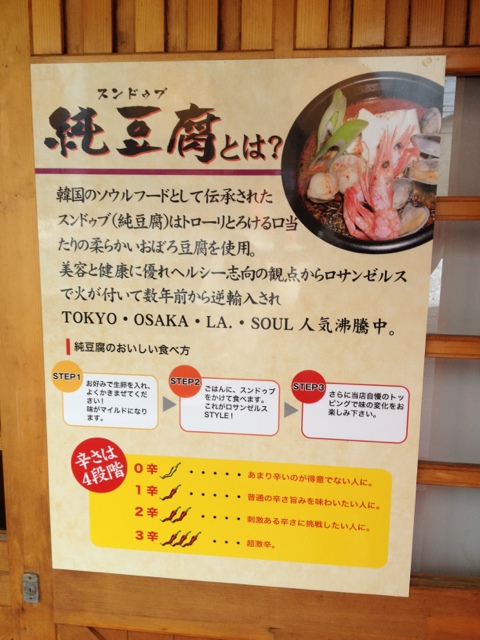 スンドゥブ
純豆腐とは?
韓国のソウルフードとして伝承された
スンドゥブ(純豆腐)はトローリとろける口当
たりの柔らかいおぼろ豆腐を使用。
美容と健康に優れヘルシー志向の観点からロサンゼルス
で火が付いて数年前から逆輸入され
TOKYO・OSAKA・LA.・SOUL 人気沸騰中。
純豆腐のおいしい食べ方
STEP1
お好みで生卵を入れ、
よくかきまぜてくだ
さい!
味がマイルドになり
ます。
STEP2
ごはんに、スンドゥブ
をかけて食べます。
これがロサンゼルス
STYLE!
STEP3
さらに当店自慢のトッ
ピングで味の変化をお
楽しみ下さい。
辛さは
4段階
0辛 ・・・・・ あまり辛いのが得意でない人に。
1辛 ・・・・・ 普通の辛さ旨みを味わいたい人に。
2辛 ・・・・ 刺激ある辛さに挑戦したい人に。
3辛 ・・・・ 超激辛。